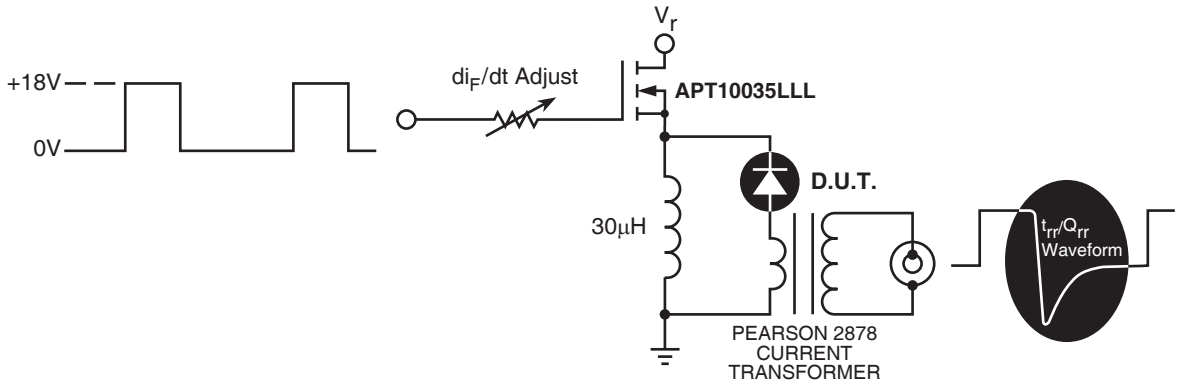 V_r
+18V
0V
di_F/dt Adjust
APT10035LLL
D.U.T.
30μH
t_rr/Q_rr
Waveform
PEARSON 2878
CURRENT
TRANSFORMER